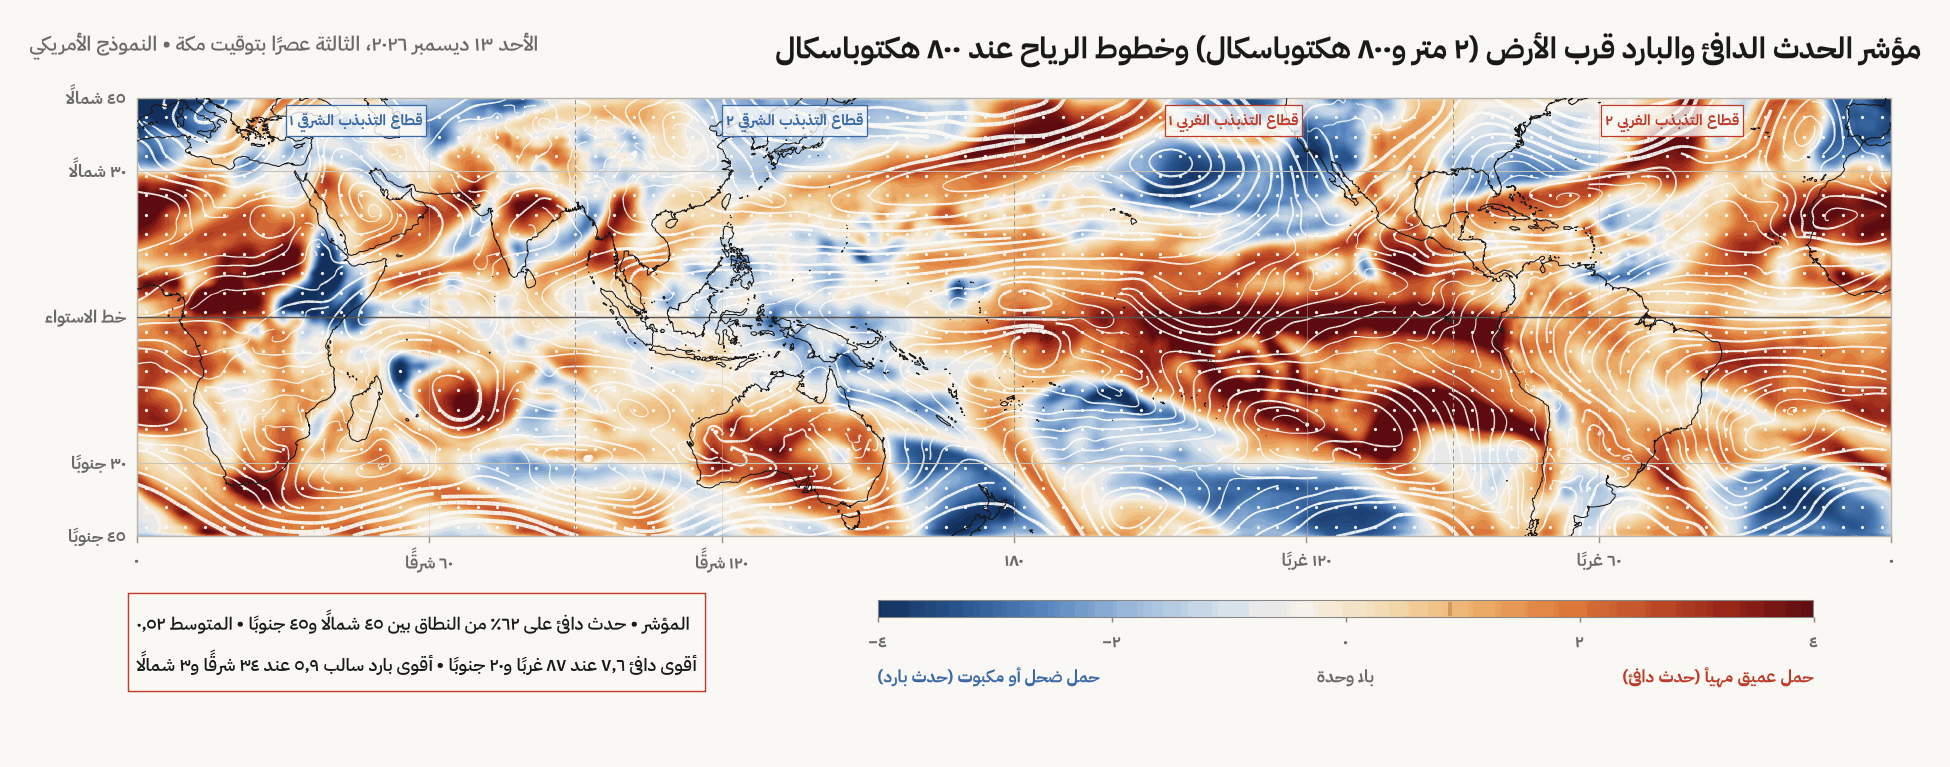 مؤشر الحدث الدافئ والبارد قرب الأرض (٢ متر و٨٠٠ هكتوباسكال) وخطوط الرياح عند ٨٠٠ هكتوباسكال
الأحد ١٣ ديسمبر ٢٠٢٦، الثالثة عصرًا بتوقيت مكة • النموذج الأمريكي
قطاع التذبذب الشرقي ١
قطاع التذبذب الشرقي ٢
قطاع التذبذب الغربي ١
قطاع التذبذب الغربي ٢
٤٥ شمالًا
٣٠ شمالًا
خط الاستواء
٣٠ جنوبًا
٤٥ جنوبًا
٠
٦٠ شرقًا
١٢٠ شرقًا
١٨٠
١٢٠ غربًا
٦٠ غربًا
٠
−٤
−٢
٠
٢
٤
حمل عميق مهيأ (حدث دافئ)
بلا وحدة
حمل ضحل أو مكبوت (حدث بارد)
المؤشر • حدث دافئ على ٦٢٪ من النطاق بين ٤٥ شمالًا و٤٥ جنوبًا • المتوسط ٠,٥٢
أقوى دافئ ٧,٦ عند ٨٧ غربًا و٢٠ جنوبًا • أقوى بارد سالب ٥,٩ عند ٣٤ شرقًا و٣ شمالًا